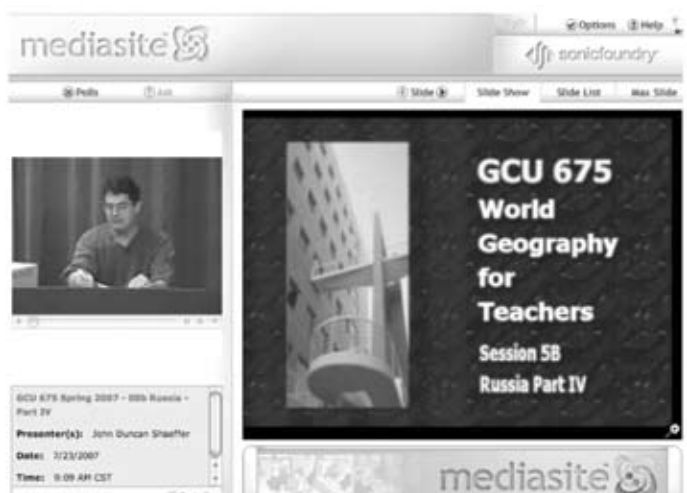 Options Help
mediasite
sonicfoundry
Polls Ask
Slide Slide Show Slide List Max Slide
GCU 675
World
Geography
for
Teachers
Session 5B
Russia Part IV
GCU 675 Spring 2007 - 05b Russia -
Part IV
Presenter(s): John Duncan Shaeffer
Date: 7/23/2007
Time: 9:09 AM CST
mediasite